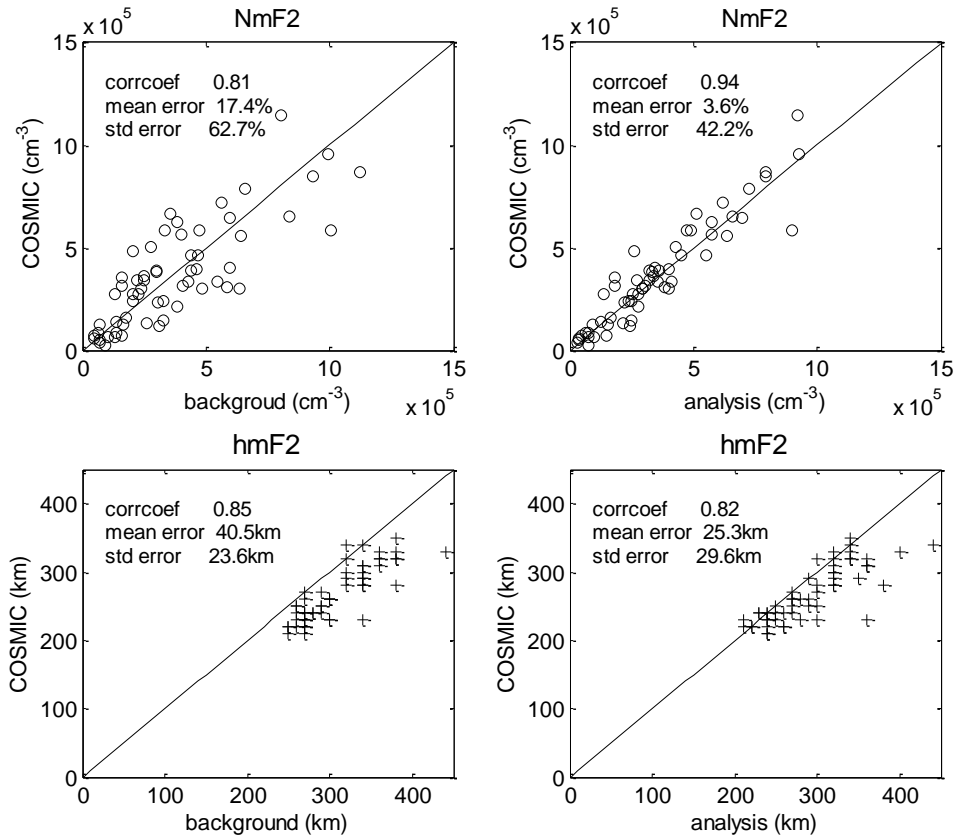 x 10^5
NmF2
15
10
5
0
COSMIC (cm^-3)
corrcoef 0.81
mean error 17.4%
std error 62.7%
0 5 10 15
backgroud (cm^-3)
x 10^5
x 10^5
NmF2
15
10
5
0
COSMIC (cm^-3)
corrcoef 0.94
mean error 3.6%
std error 42.2%
0 5 10 15
analysis (cm^-3)
x 10^5
hmF2
400
300
200
100
0
COSMIC (km)
corrcoef 0.85
mean error 40.5km
std error 23.6km
0 100 200 300 400
background (km)
hmF2
400
300
200
100
0
COSMIC (km)
corrcoef 0.82
mean error 25.3km
std error 29.6km
0 100 200 300 400
analysis (km)